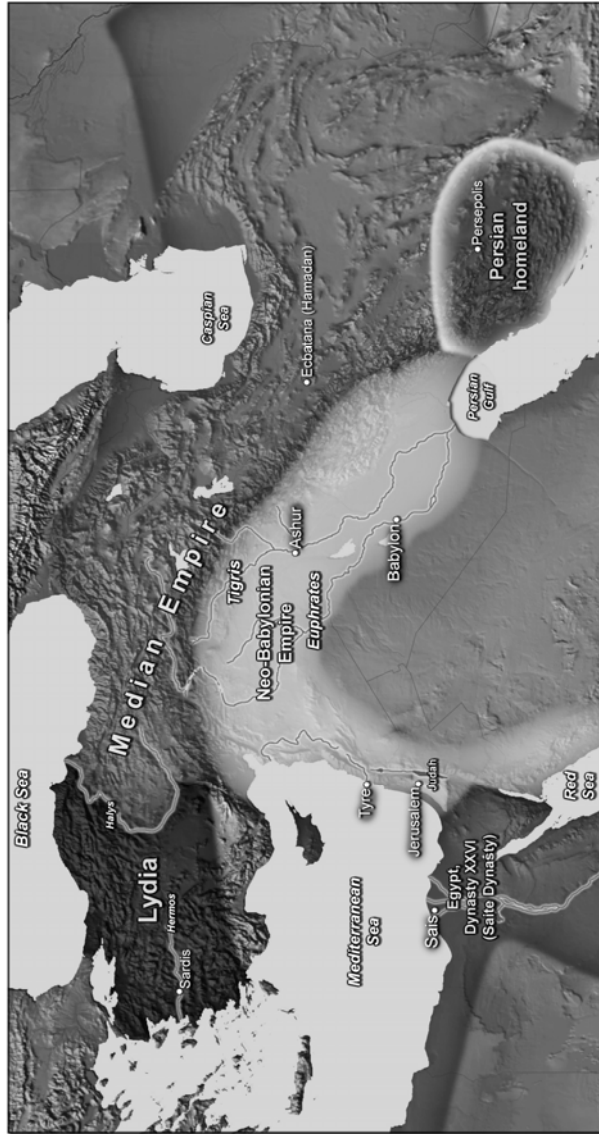 Black Sea
Caspian
Sea
Halys
Median Empire
Lydia
Hermos
Sardis
Tigris
Neo-Babylonian
Empire
Euphrates
Ashur
Ecbatana (Hamadan)
Mediterranean
Sea
Tyre
Babylon
Jerusalem
Judah
Sais
Egypt,
Dynasty XXVI
(Saite Dynasty)
Persian
Gulf
Persepolis
Persian
homeland
Red
Sea